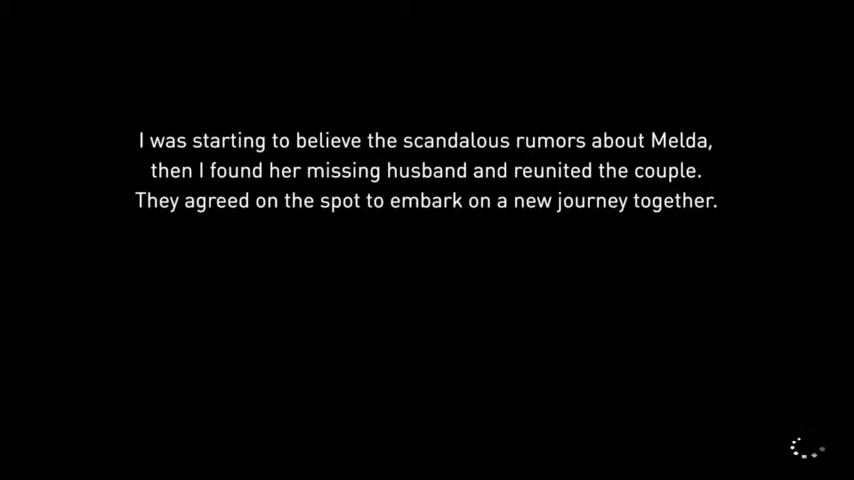 I was starting to believe the scandalous rumors about Melda,
then I found her missing husband and reunited the couple.
They agreed on the spot to embark on a new journey together.